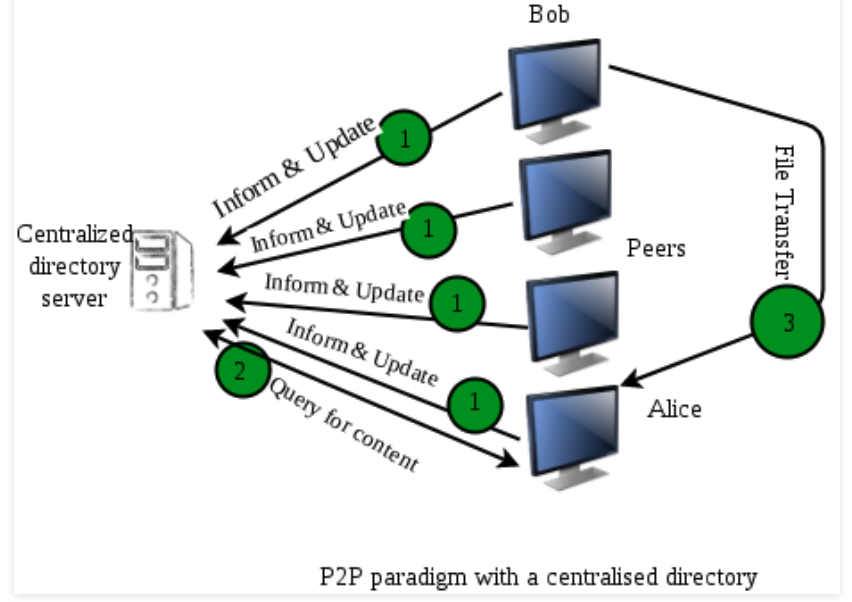 Bob
Inform & Update
1
Inform & Update
1
Centralized
directory
server
Peers
File Transfer
Inform & Update
1
3
Inform & Update
1
2
Query for content
Alice
P2P paradigm with a centralised directory